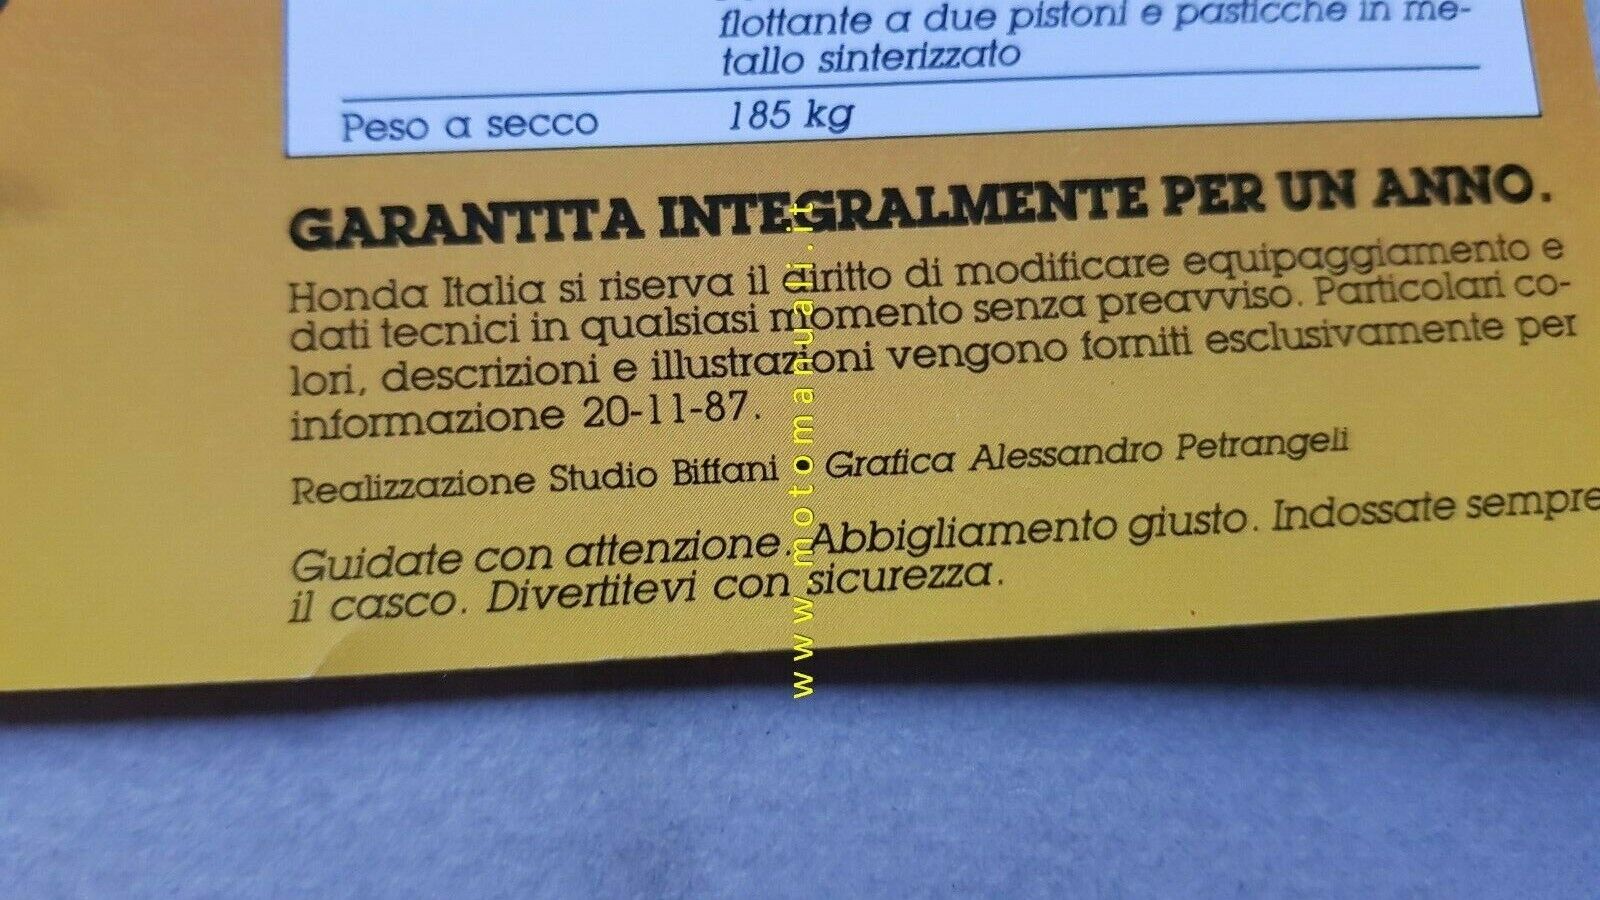 flottante a due pistoni e pasticche in me-
tallo sinterizzato
Peso a secco 185 kg
GARANTITA INTEGRALMENTE PER UN ANNO.
Honda Italia si riserva il diritto di modificare equipaggiamento e
dati tecnici in qualsiasi momento senza preavviso. Particolari co-
lori, descrizioni e illustrazioni vengono forniti esclusivamente per
informazione 20-11-87.
Realizzazione Studio Biffani • Grafica Alessandro Petrangeli
Guidate con attenzione. Abbigliamento giusto. Indossate sempre
il casco. Divertitevi con sicurezza.
www.motomanuali.it